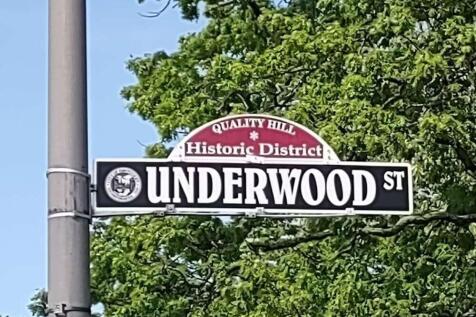 QUALITY HILL
Historic District
UNDERWOOD ST